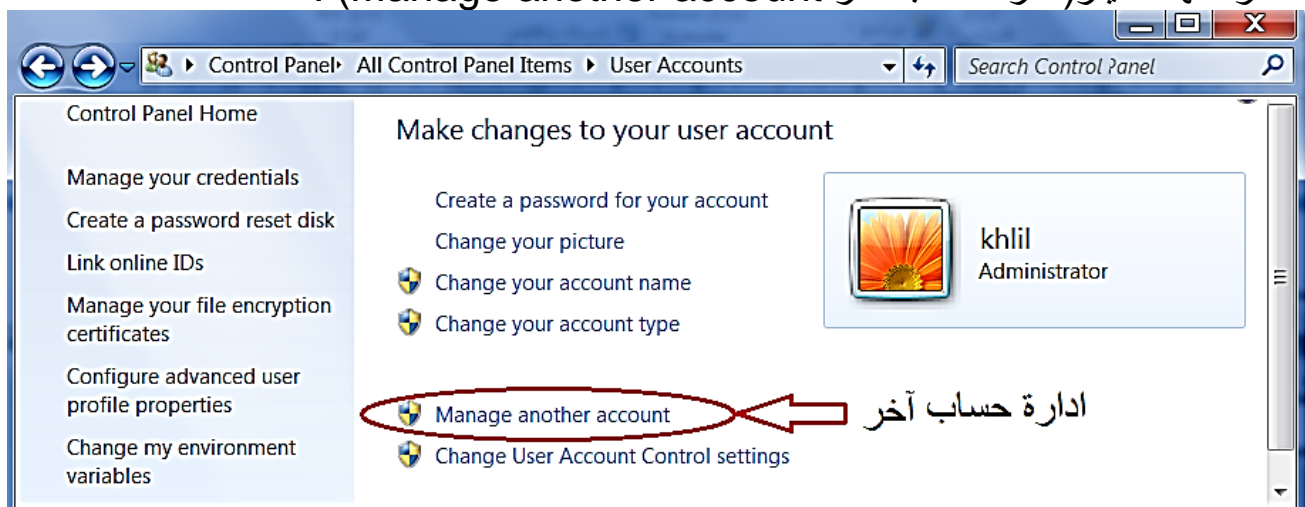 (manage another account
Control Panel All Control Panel Items User Accounts
Search Control Panel
Control Panel Home
Manage your credentials
Create a password reset disk
Link online IDs
Manage your file encryption
certificates
Configure advanced user
profile properties
Change my environment
variables
Make changes to your user account
Create a password for your account
Change your picture
Change your account name
Change your account type
Manage another account
Change User Account Control settings
khlil
Administrator
ادارة حساب آخر